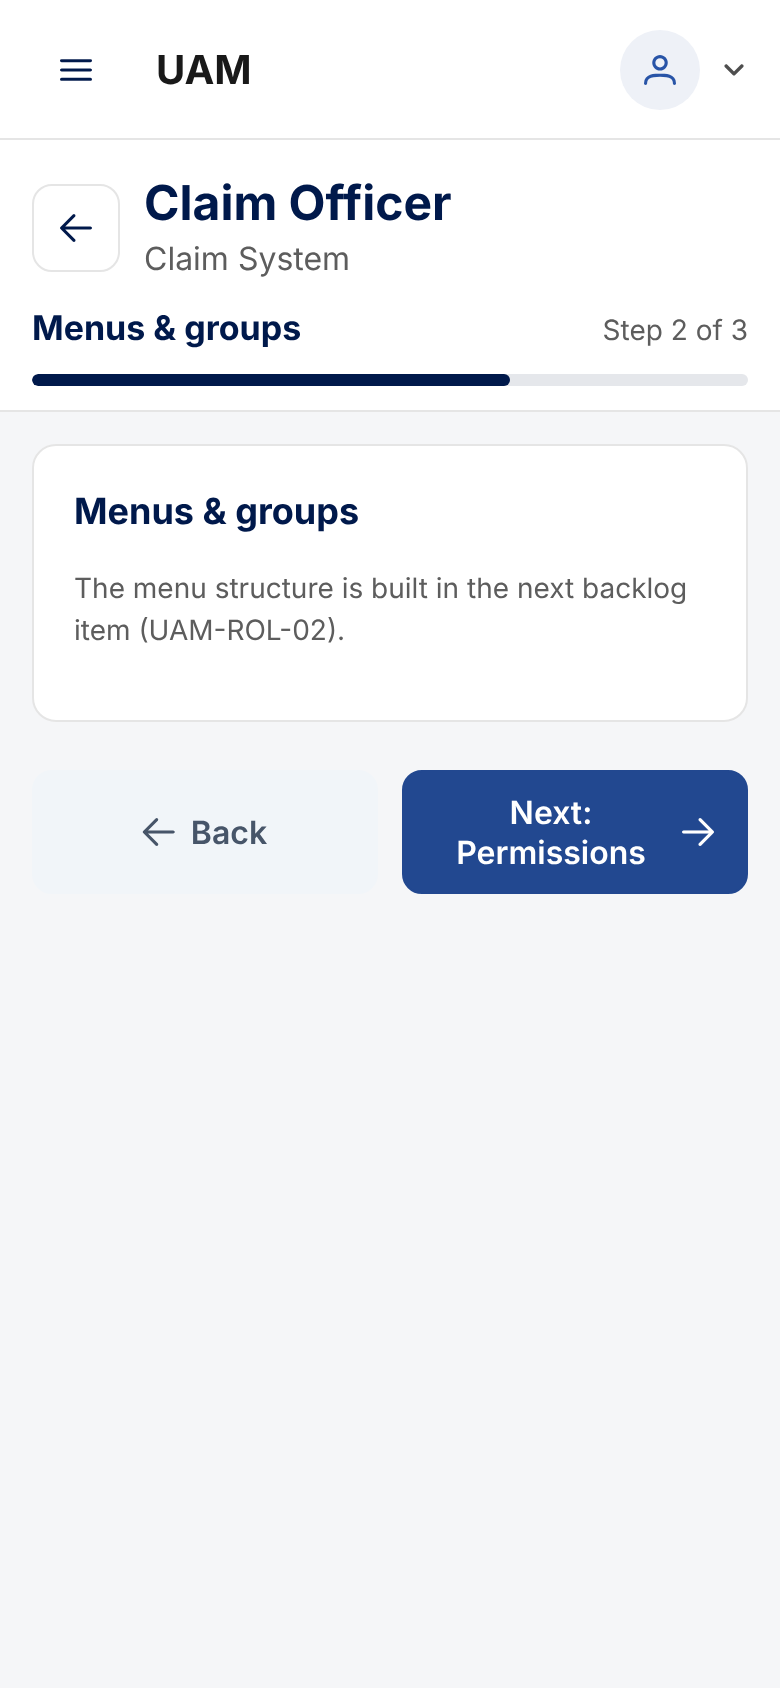 UAM
Claim Officer
Claim System
Menus & groups
Step 2 of 3
Menus & groups
The menu structure is built in the next backlog
item (UAM-ROL-02).
Back
Next:
Permissions